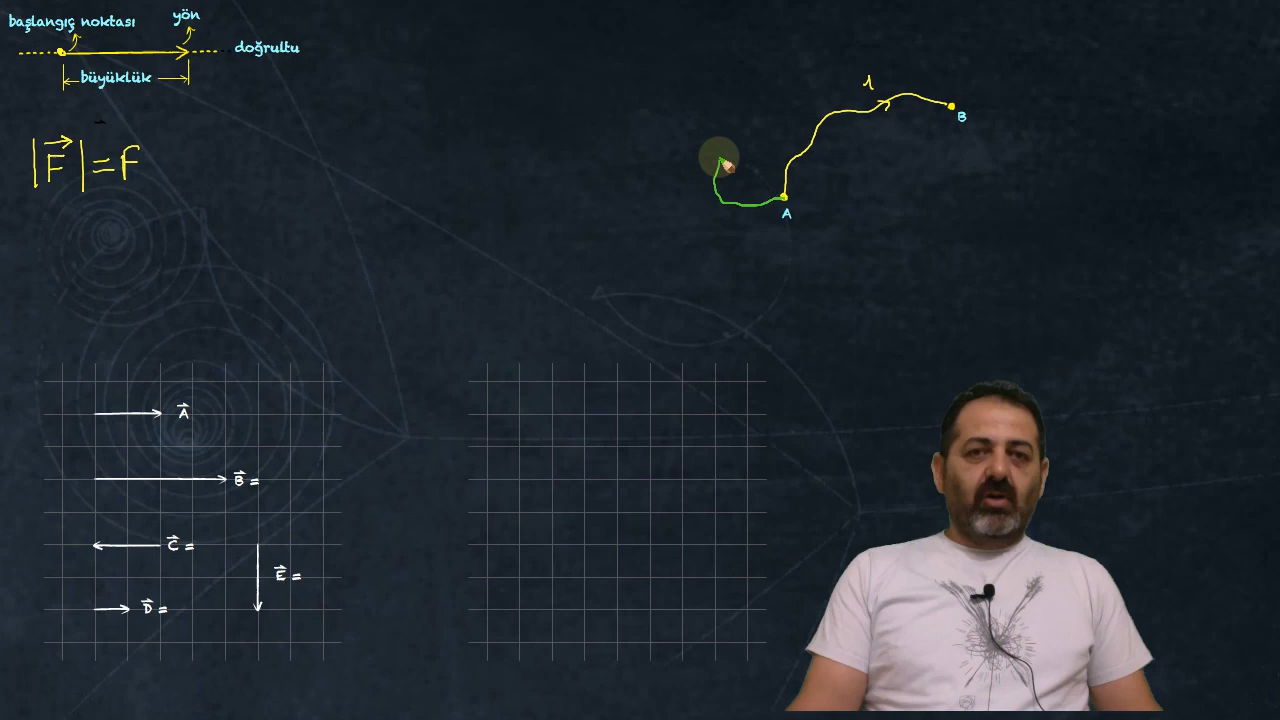 başlangıç noktası
yön
doğrultu
büyüklük
|F⃗| = F
1
B
A
A⃗
B⃗ =
C⃗ =
D⃗ =
E⃗ =